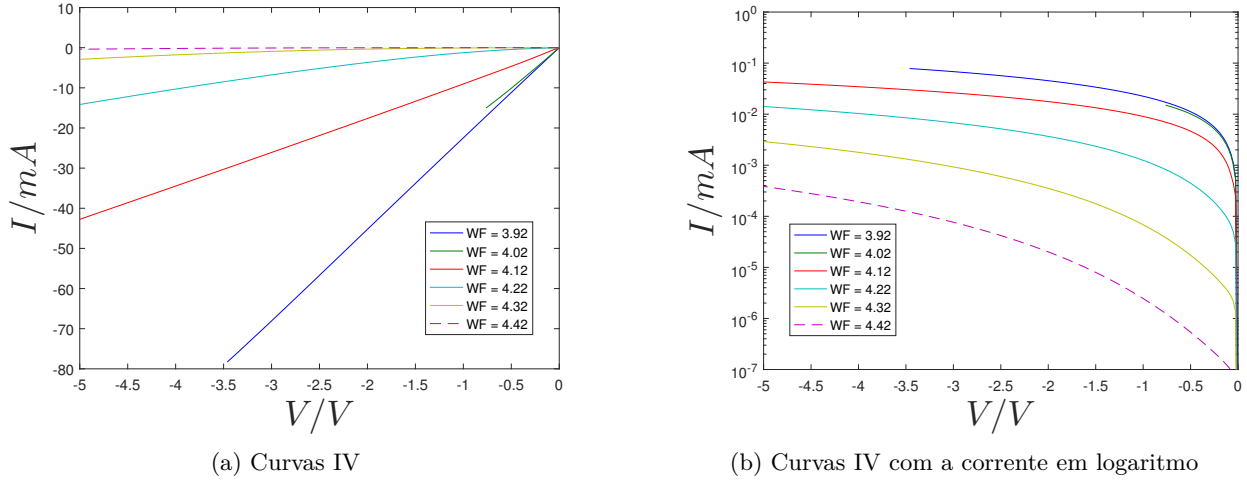 10
0
-10
-20
-30
-40
-50
-60
-70
-80
-5 -4.5 -4 -3.5 -3 -2.5 -2 -1.5 -1 -0.5 0
I/mA
V/V
WF = 3.92
WF = 4.02
WF = 4.12
WF = 4.22
WF = 4.32
WF = 4.42
(a) Curvas IV
10^0
10^-1
10^-2
10^-3
10^-4
10^-5
10^-6
10^-7
-5 -4.5 -4 -3.5 -3 -2.5 -2 -1.5 -1 -0.5 0
I/mA
V/V
WF = 3.92
WF = 4.02
WF = 4.12
WF = 4.22
WF = 4.32
WF = 4.42
(b) Curvas IV com a corrente em logaritmo